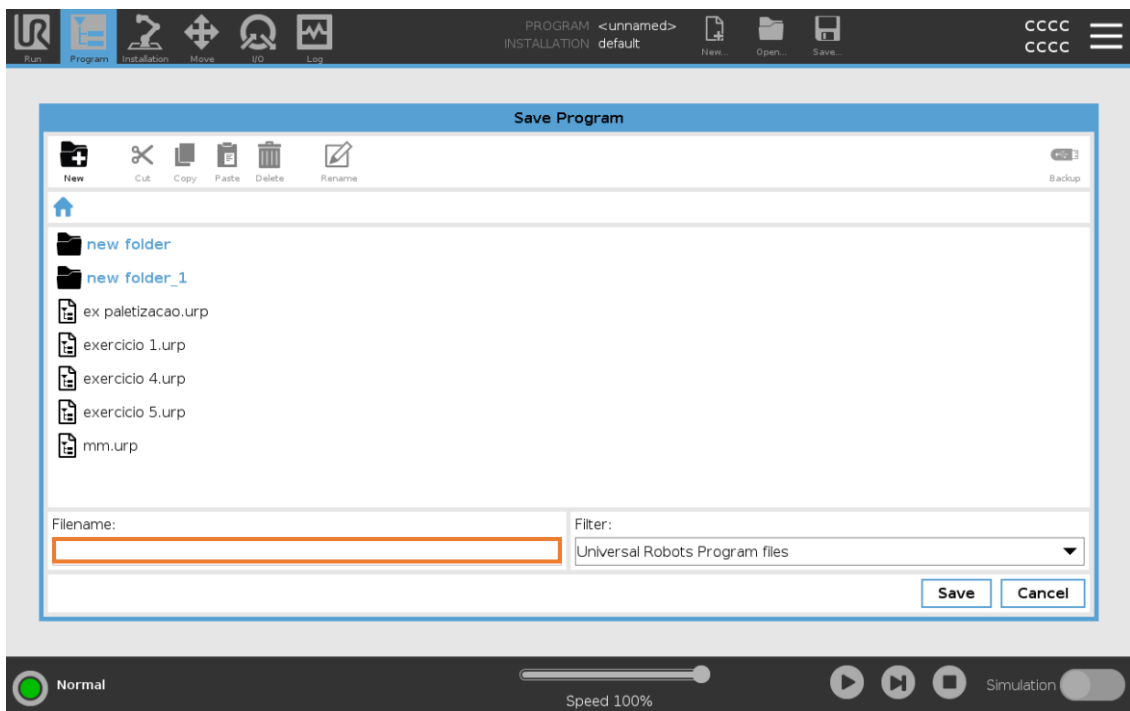 UR PROGRAM <unnamed> CCCC
INSTALLATION default CCCC
Run Program Installation Move I/O Log New... Open... Save...
Save Program
New Cut Copy Paste Delete Rename Backup
new folder
new folder_1
ex paletizacao.urp
exercicio 1.urp
exercicio 4.urp
exercicio 5.urp
mm.urp
Filename: Filter:
Universal Robots Program files
Save Cancel
Normal Speed 100% Simulation